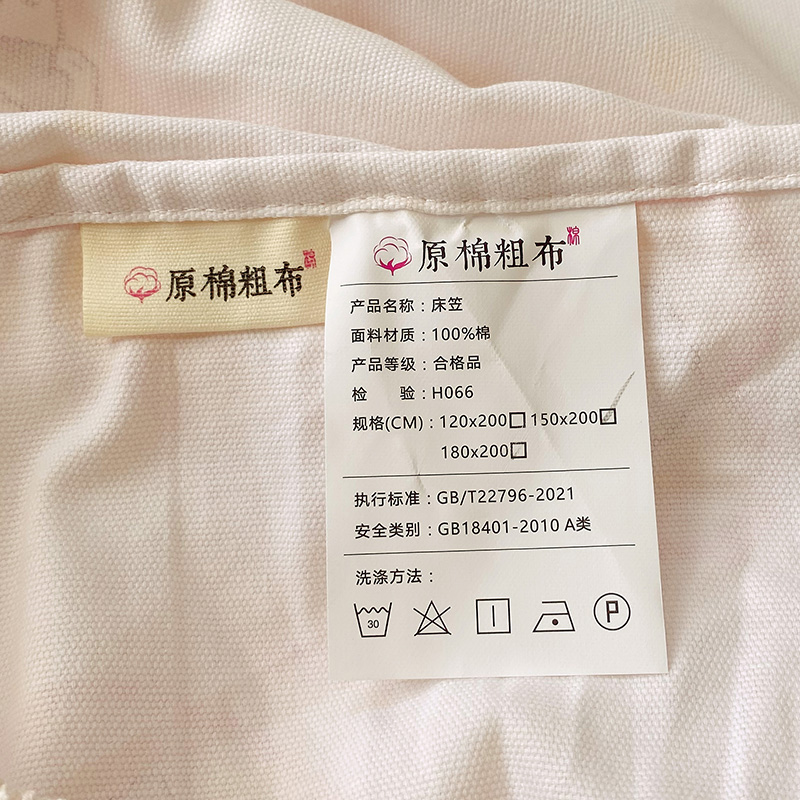 原棉粗布
原棉粗布棉
产品名称：床笠
面料材质：100%棉
产品等级：合格品
检 验：H066
规格(CM)：120x200☐ 150x200☑
180x200☐
执行标准：GB/T22796-2021
安全类别：GB18401-2010 A类
洗涤方法：
30
P